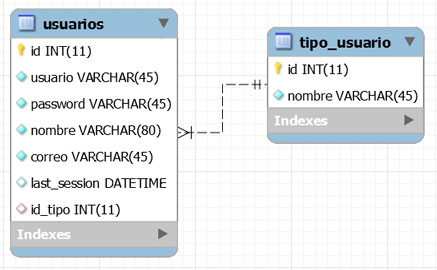 usuarios
id INT(11)
usuario VARCHAR(45)
password VARCHAR(45)
nombre VARCHAR(80)
correo VARCHAR(45)
last_session DATETIME
id_tipo INT(11)
Indexes
tipo_usuario
id INT(11)
nombre VARCHAR(45)
Indexes